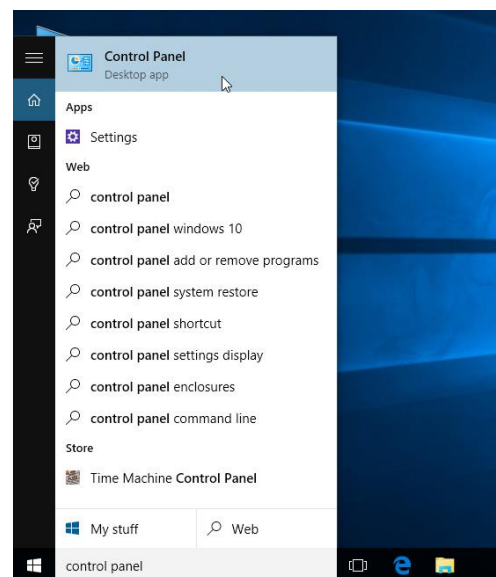 Control Panel
Desktop app
Apps
Settings
Web
control panel
control panel windows 10
control panel add or remove programs
control panel system restore
control panel shortcut
control panel settings display
control panel enclosures
control panel command line
Store
Time Machine Control Panel
My stuff
Web
control panel